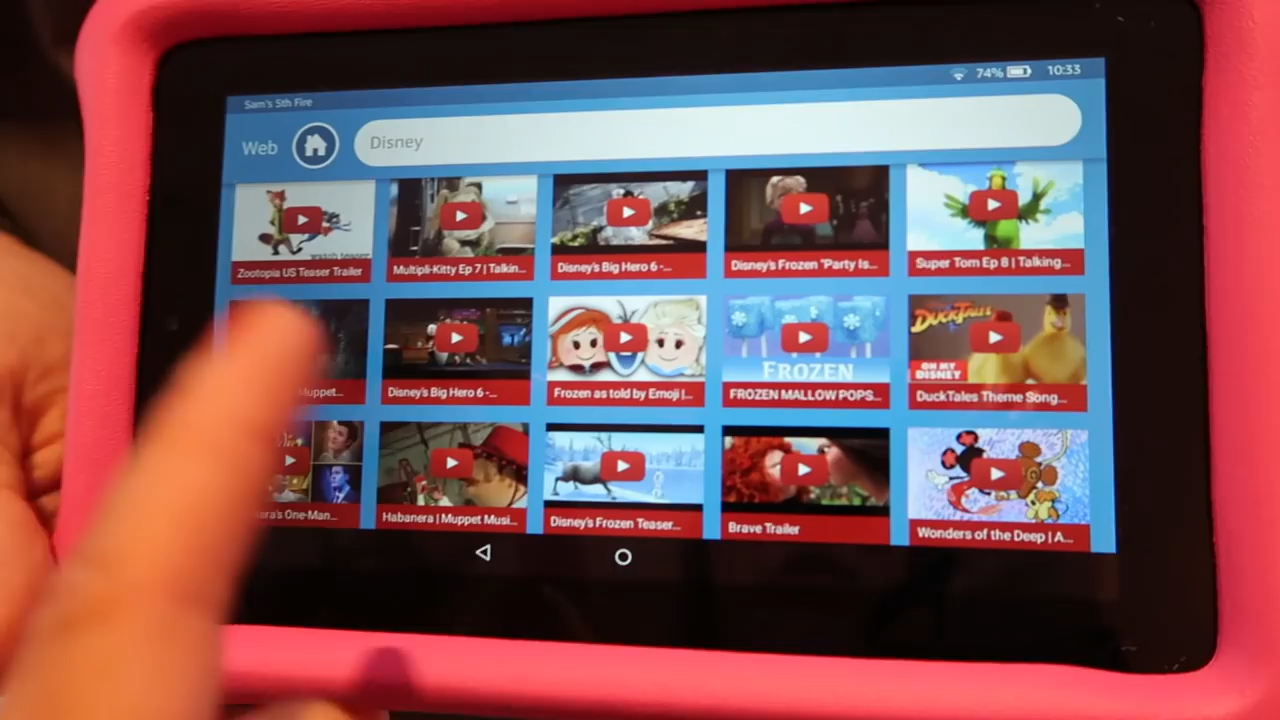 Sam's 5th Fire
74%
10:33
Web
Disney
watch teaser
Zootopia US Teaser Trailer
Multipli-Kitty Ep 7 | Talkin...
Disney's Big Hero 6 -...
Disney's Frozen "Party Is...
Super Tom Ep 8 | Talking...
Muppet...
Disney's Big Hero 6 -...
Frozen as told by Emoji |...
FROZEN
FROZEN MALLOW POPS...
DUCKTALES
OH MY
DISNEY
DuckTales Theme Song...
One-Man...
Habanera | Muppet Musi...
Disney's Frozen Teaser...
Brave Trailer
Wonders of the Deep | A...